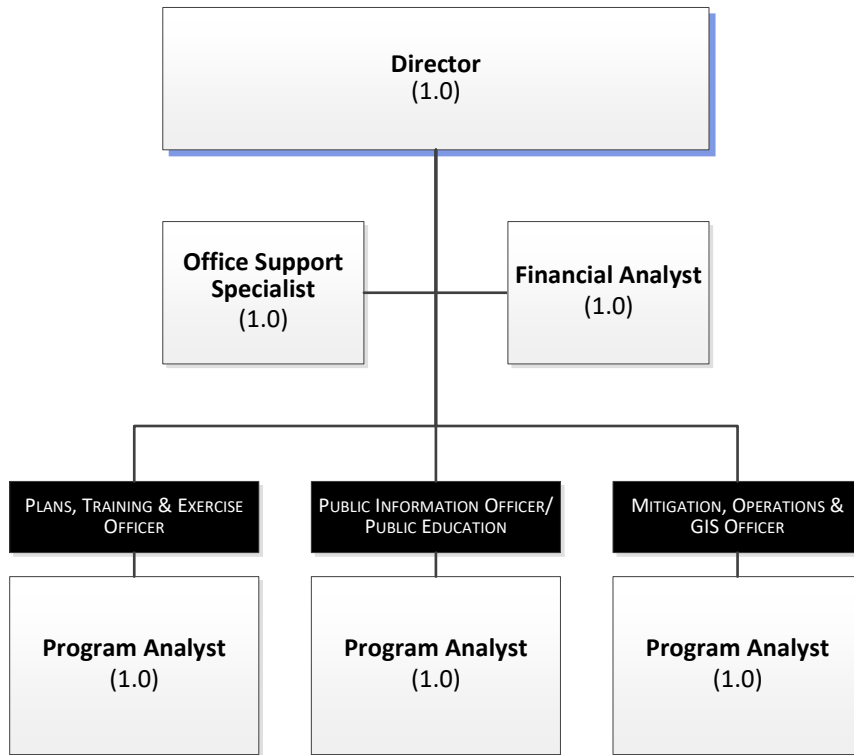 Director
(1.0)
Office Support
Specialist
(1.0)
Financial Analyst
(1.0)
PLANS, TRAINING & EXERCISE
OFFICER
PUBLIC INFORMATION OFFICER/
PUBLIC EDUCATION
MITIGATION, OPERATIONS &
GIS OFFICER
Program Analyst
(1.0)
Program Analyst
(1.0)
Program Analyst
(1.0)